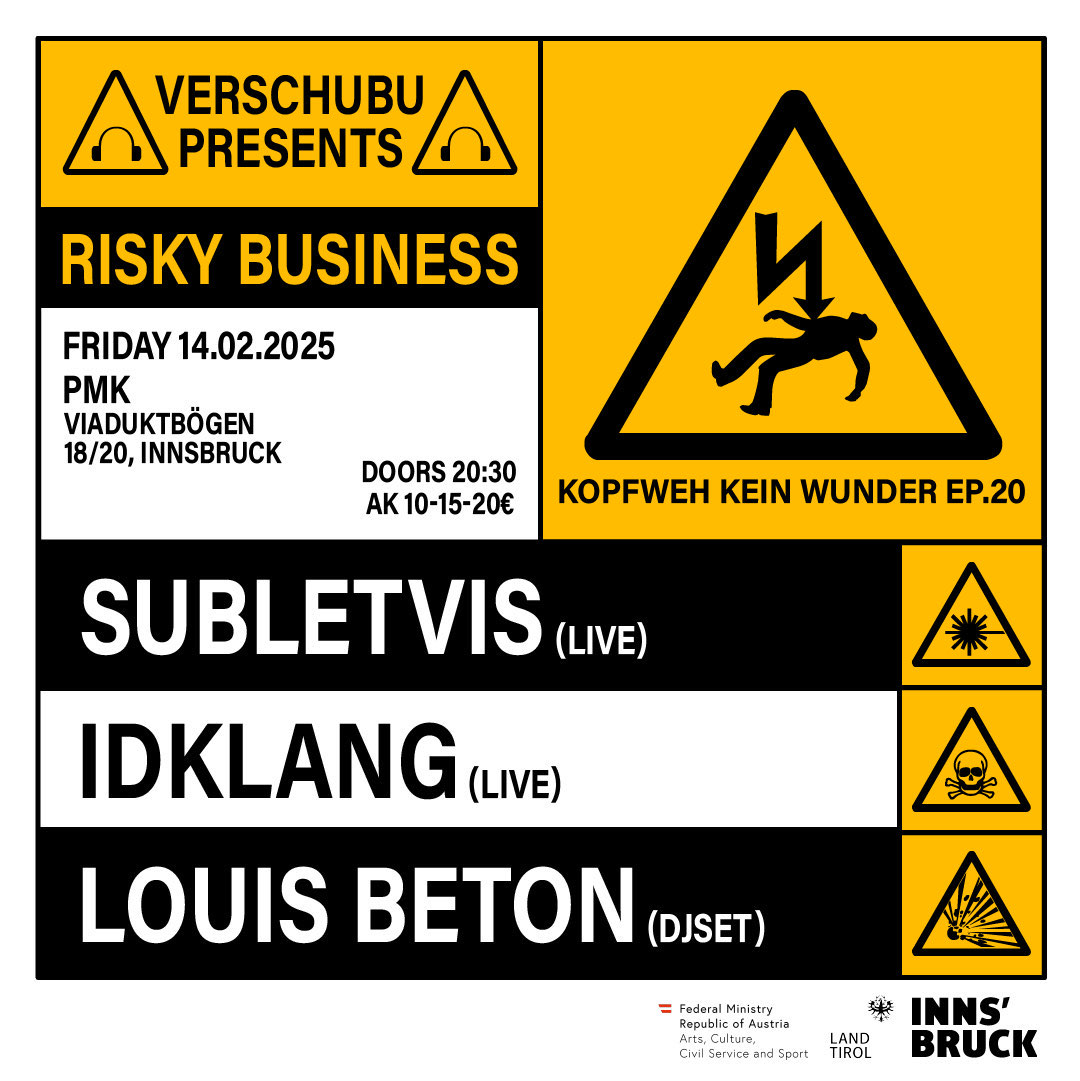 VERSCHUBU
PRESENTS
RISKY BUSINESS
FRIDAY 14.02.2025
PMK
VIADUKTBÖGEN
18/20, INNSBRUCK
DOORS 20:30
AK 10-15-20€
KOPFWEH KEIN WUNDER EP.20
SUBLETVIS (LIVE)
IDKLANG (LIVE)
LOUIS BETON (DJSET)
Federal Ministry
Republic of Austria
Arts, Culture,
Civil Service and Sport
LAND
TIROL
INNS'
BRUCK